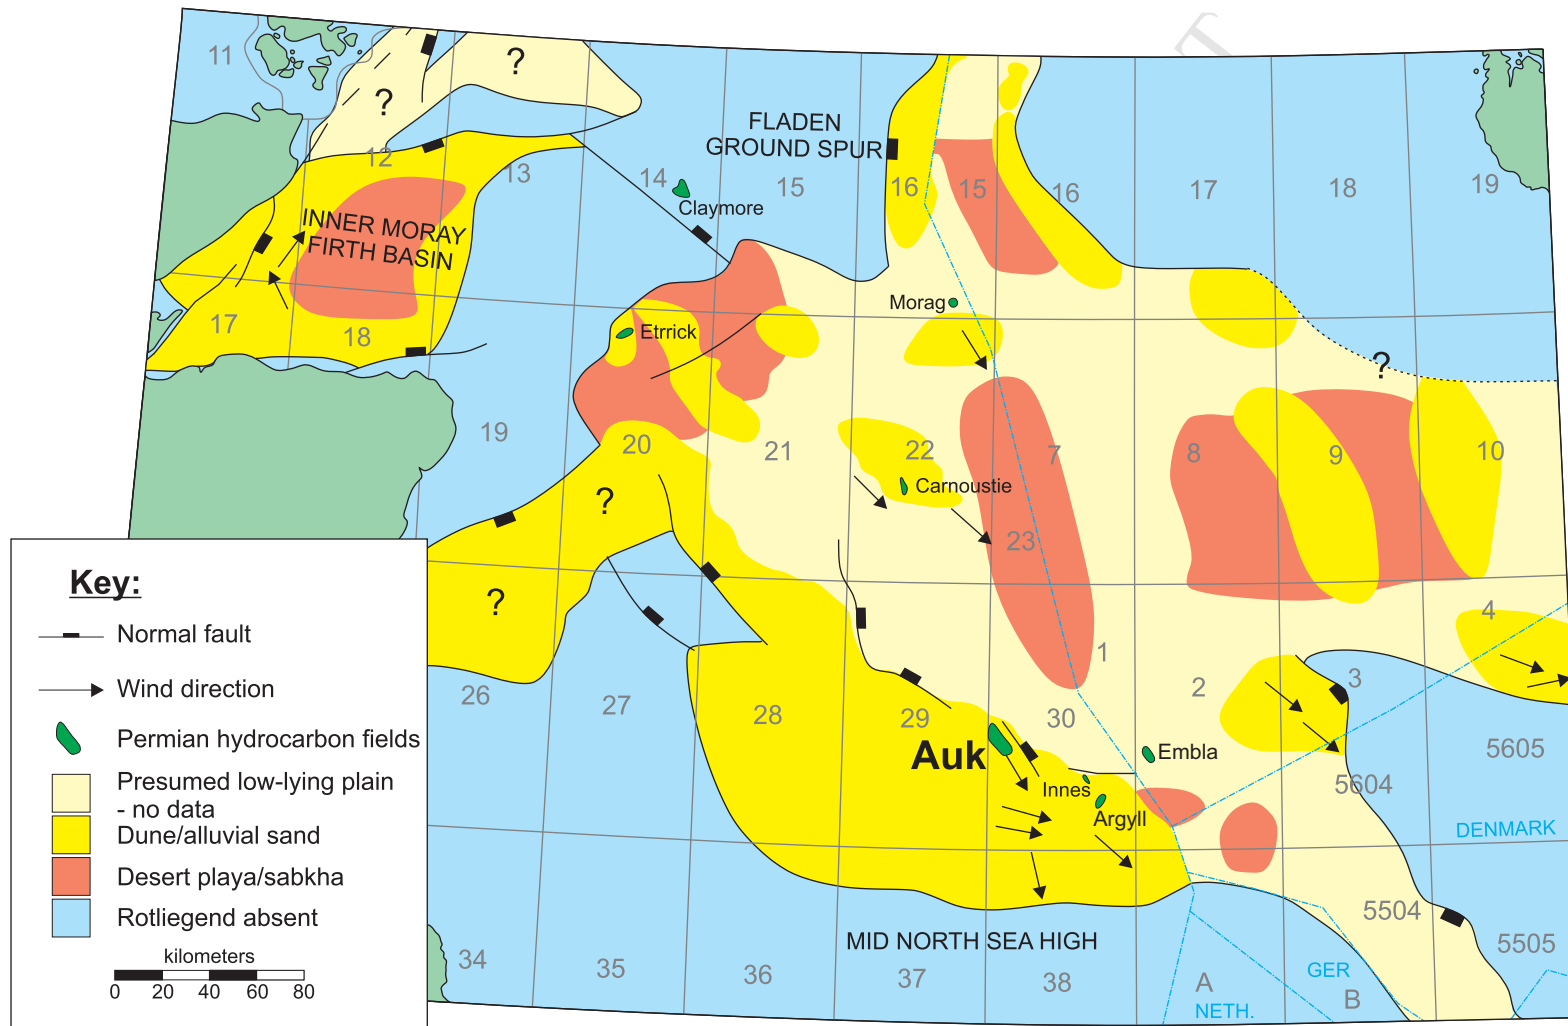 T
11
?
?
FLADEN
GROUND SPUR
12
13
14
15
16
15
16
17
18
19
Claymore
INNER MORAY
FIRTH BASIN
Morag
17
18
Etrrick
?
19
20
21
22
7
8
9
10
Carnoustie
?
23
?
4
1
2
3
26
27
28
29
30
Auk
Embla
5605
Innes
5604
Argyll
DENMARK
5504
MID NORTH SEA HIGH
5505
34
35
36
37
38
A
GER
B
NETH.
Key:
Normal fault
Wind direction
Permian hydrocarbon fields
Presumed low-lying plain
- no data
Dune/alluvial sand
Desert playa/sabkha
Rotliegend absent
kilometers
0 20 40 60 80